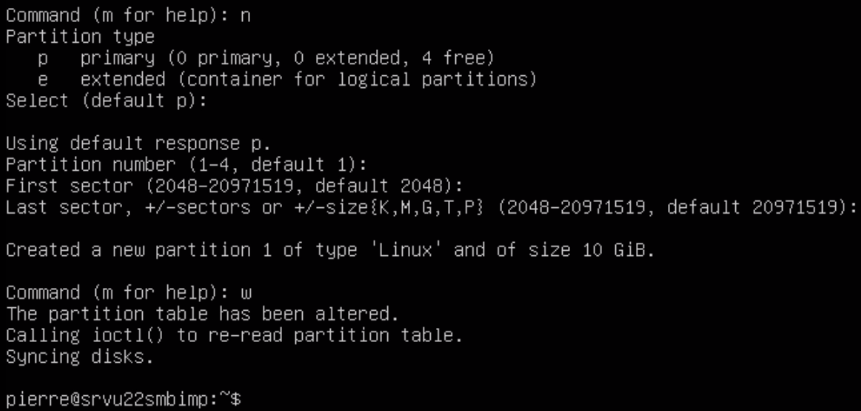 Command (m for help): n
Partition type
   p   primary (0 primary, 0 extended, 4 free)
   e   extended (container for logical partitions)
Select (default p):

Using default response p.
Partition number (1-4, default 1):
First sector (2048-20971519, default 2048):
Last sector, +/-sectors or +/-size{K,M,G,T,P} (2048-20971519, default 20971519):

Created a new partition 1 of type 'Linux' and of size 10 GiB.

Command (m for help): w
The partition table has been altered.
Calling ioctl() to re-read partition table.
Syncing disks.

pierre@srvu22smbimp:~$